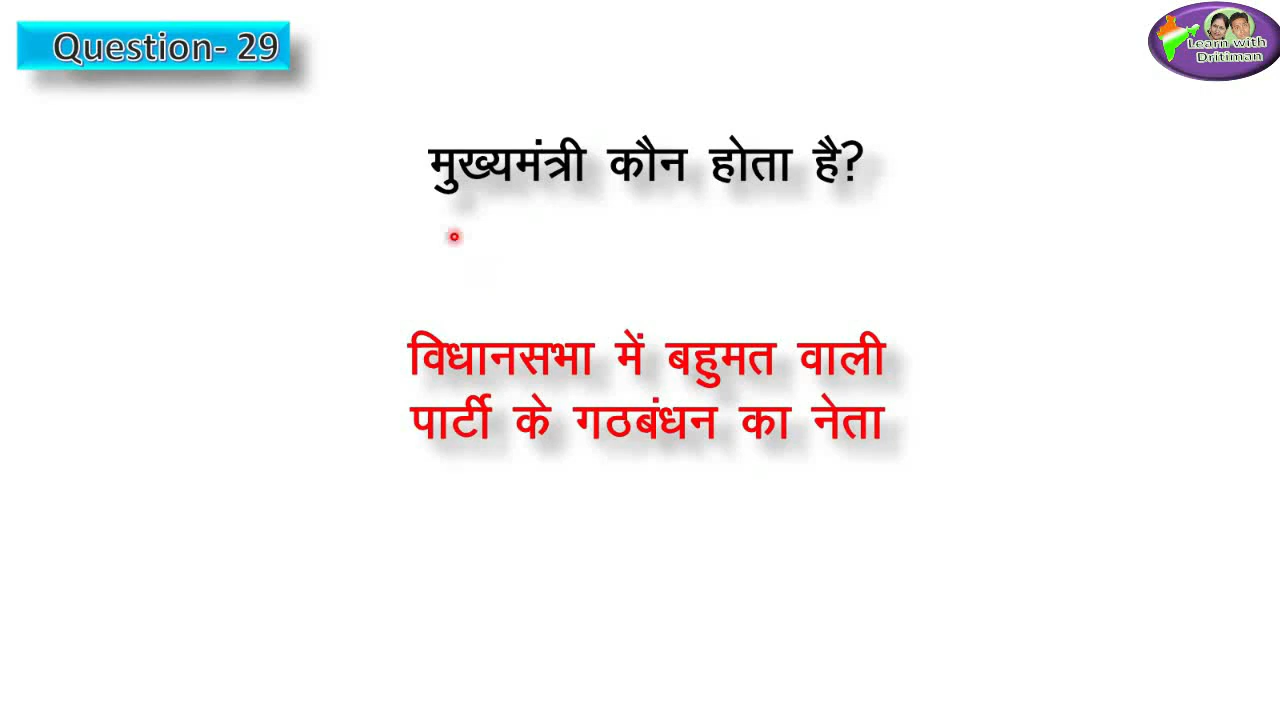 Question- 29
Learn with
Dritiman
मुख्यमंत्री कौन होता है?
विधानसभा में बहुमत वाली
पार्टी के गठबंधन का नेता